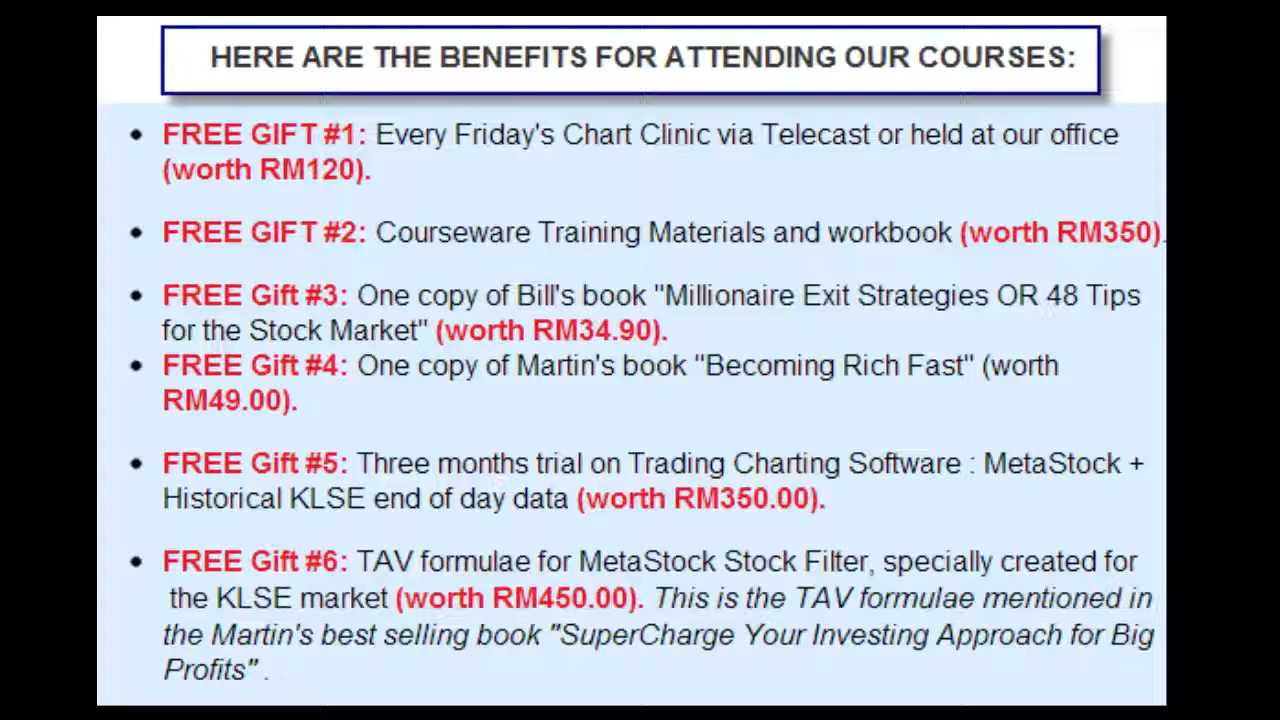 HERE ARE THE BENEFITS FOR ATTENDING OUR COURSES:
• FREE GIFT #1: Every Friday's Chart Clinic via Telecast or held at our office
(worth RM120).
• FREE GIFT #2: Courseware Training Materials and workbook (worth RM350).
• FREE Gift #3: One copy of Bill's book "Millionaire Exit Strategies OR 48 Tips
for the Stock Market" (worth RM34.90).
• FREE Gift #4: One copy of Martin's book "Becoming Rich Fast" (worth
RM49.00).
• FREE Gift #5: Three months trial on Trading Charting Software : MetaStock +
Historical KLSE end of day data (worth RM350.00).
• FREE Gift #6: TAV formulae for MetaStock Stock Filter, specially created for
the KLSE market (worth RM450.00). This is the TAV formulae mentioned in
the Martin's best selling book "SuperCharge Your Investing Approach for Big
Profits" .